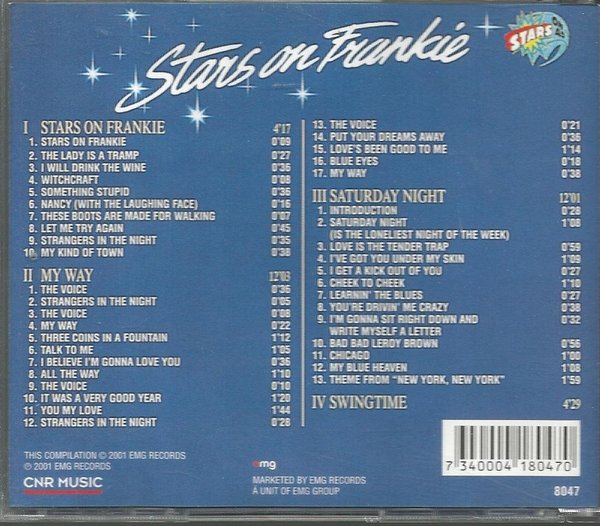 Stars on Frankie
STARS ON 45
I STARS ON FRANKIE 4'17
1. STARS ON FRANKIE 0'09
2. THE LADY IS A TRAMP 0'27
3. I WILL DRINK THE WINE 0'36
4. WITCHCRAFT 0'08
5. SOMETHING STUPID 0'36
6. NANCY (WITH THE LAUGHING FACE) 0'16
7. THESE BOOTS ARE MADE FOR WALKING 0'07
8. LET ME TRY AGAIN 0'45
9. STRANGERS IN THE NIGHT 0'35
10. MY KIND OF TOWN 0'38
II MY WAY 12'03
1. THE VOICE 0'36
2. STRANGERS IN THE NIGHT 0'05
3. THE VOICE 0'08
4. MY WAY 0'22
5. THREE COINS IN A FOUNTAIN 1'12
6. TALK TO ME 1'05
7. I BELIEVE I'M GONNA LOVE YOU 0'36
8. ALL THE WAY 1'10
9. THE VOICE 0'10
10. IT WAS A VERY GOOD YEAR 1'20
11. YOU MY LOVE 1'44
12. STRANGERS IN THE NIGHT 0'28
13. THE VOICE 0'21
14. PUT YOUR DREAMS AWAY 0'36
15. LOVE'S BEEN GOOD TO ME 1'14
16. BLUE EYES 0'18
17. MY WAY 0'38
III SATURDAY NIGHT 12'01
1. INTRODUCTION 0'28
2. SATURDAY NIGHT 1'08
(IS THE LONELIEST NIGHT OF THE WEEK)
3. LOVE IS THE TENDER TRAP 0'59
4. I'VE GOT YOU UNDER MY SKIN 1'09
5. I GET A KICK OUT OF YOU 0'27
6. CHEEK TO CHEEK 1'10
7. LEARNIN' THE BLUES 0'27
8. YOU'RE DRIVIN' ME CRAZY 0'38
9. I'M GONNA SIT RIGHT DOWN AND 0'32
WRITE MYSELF A LETTER
10. BAD BAD LEROY BROWN 0'56
11. CHICAGO 1'00
12. MY BLUE HEAVEN 1'08
13. THEME FROM "NEW YORK, NEW YORK" 1'59
IV SWINGTIME 4'29
THIS COMPILATION ℗ 2001 EMG RECORDS
© 2001 EMG RECORDS
CNR MUSIC
emg
MARKETED BY EMG RECORDS
A UNIT OF EMG GROUP
7 340004 180470
8047